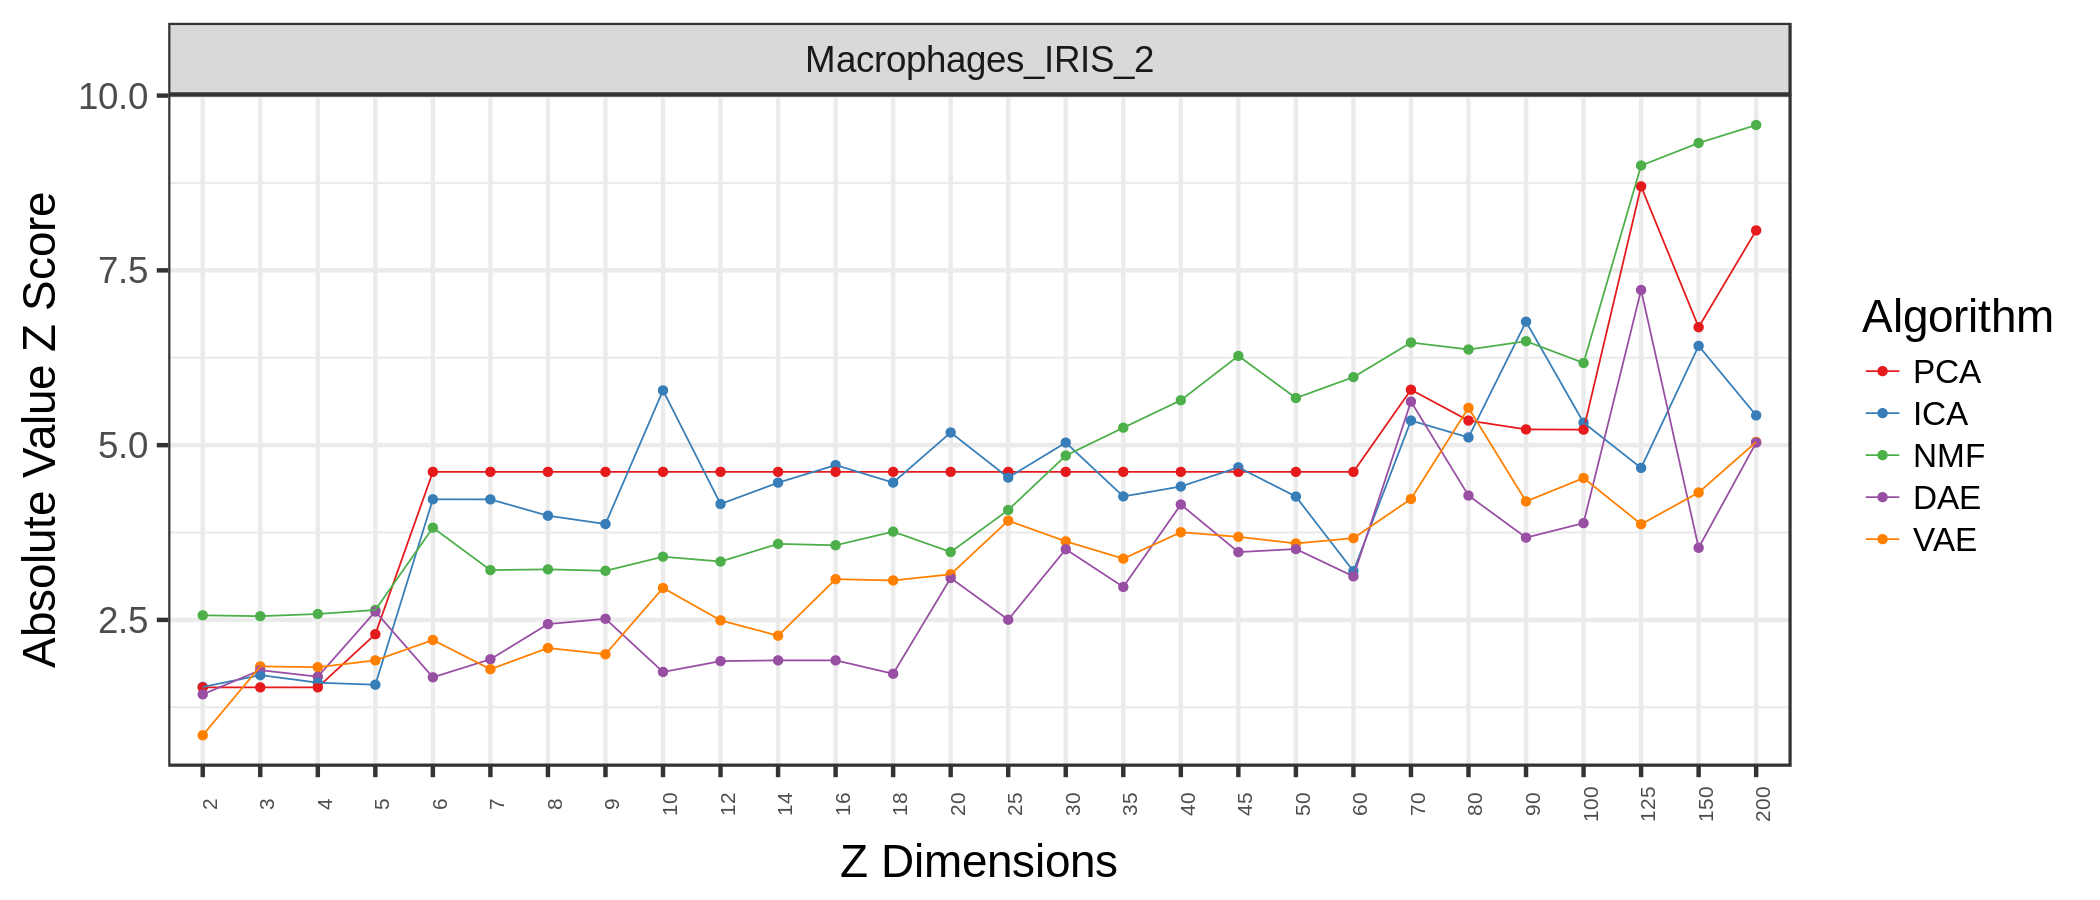 Macrophages_IRIS_2
Absolute Value Z Score
10.0
7.5
5.0
2.5
2 3 4 5 6 7 8 9 10 12 14 16 18 20 25 30 35 40 45 50 60 70 80 90 100 125 150 200
Z Dimensions
Algorithm
PCA
ICA
NMF
DAE
VAE